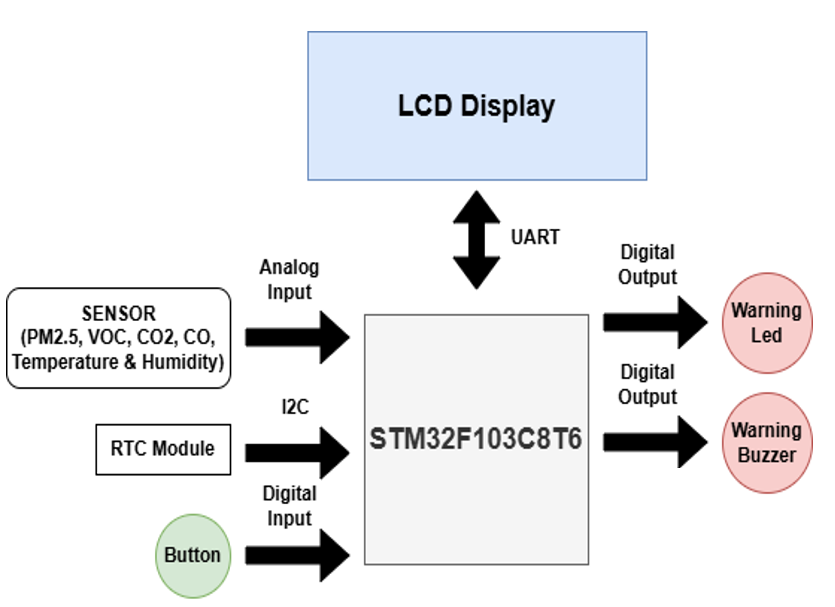 LCD Display
UART
Analog
Input
SENSOR
(PM2.5, VOC, CO2, CO,
Temperature & Humidity)
I2C
RTC Module
Digital
Input
Button
STM32F103C8T6
Digital
Output
Warning
Led
Digital
Output
Warning
Buzzer